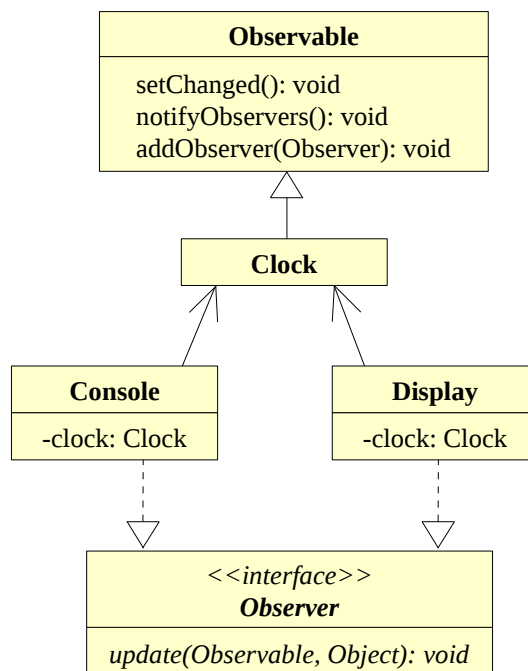 Observable
setChanged(): void
notifyObservers(): void
addObserver(Observer): void
Clock
Console
-clock: Clock
Display
-clock: Clock
<<interface>>
Observer
update(Observable, Object): void